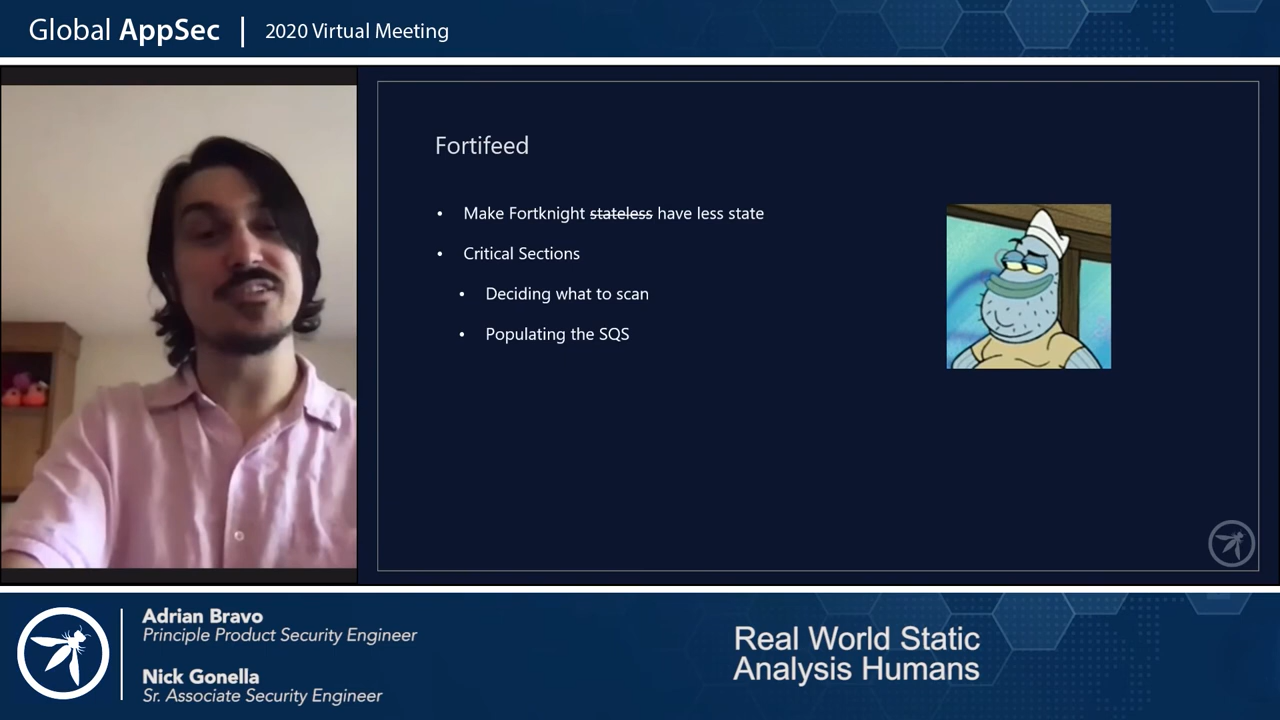 Global AppSec | 2020 Virtual Meeting
Fortifeed
• Make Fortknight stateless have less state
• Critical Sections
• Deciding what to scan
• Populating the SQS
Adrian Bravo
Principle Product Security Engineer
Nick Gonella
Sr. Associate Security Engineer
Real World Static
Analysis Humans